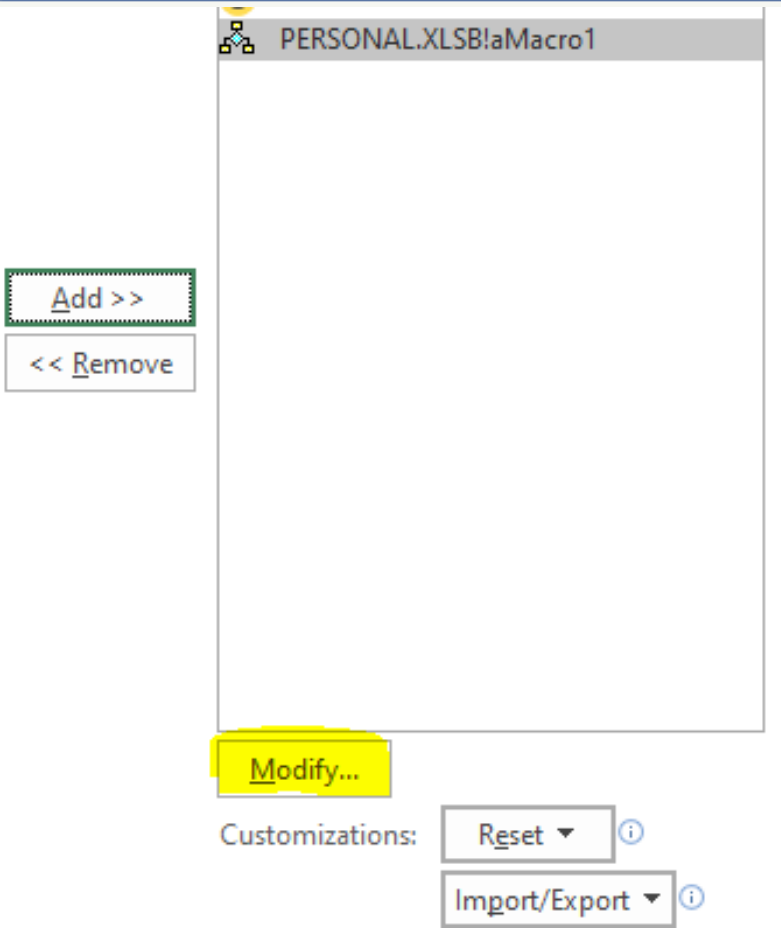 PERSONAL.XLSB!aMacro1
Add >>
<< Remove
Modify...
Customizations:
Reset
Import/Export